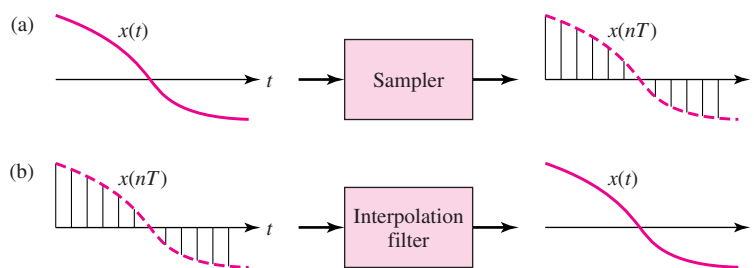 (a)
x(t)
t
Sampler
x(nT)
(b)
x(nT)
t
Interpolation
filter
x(t)